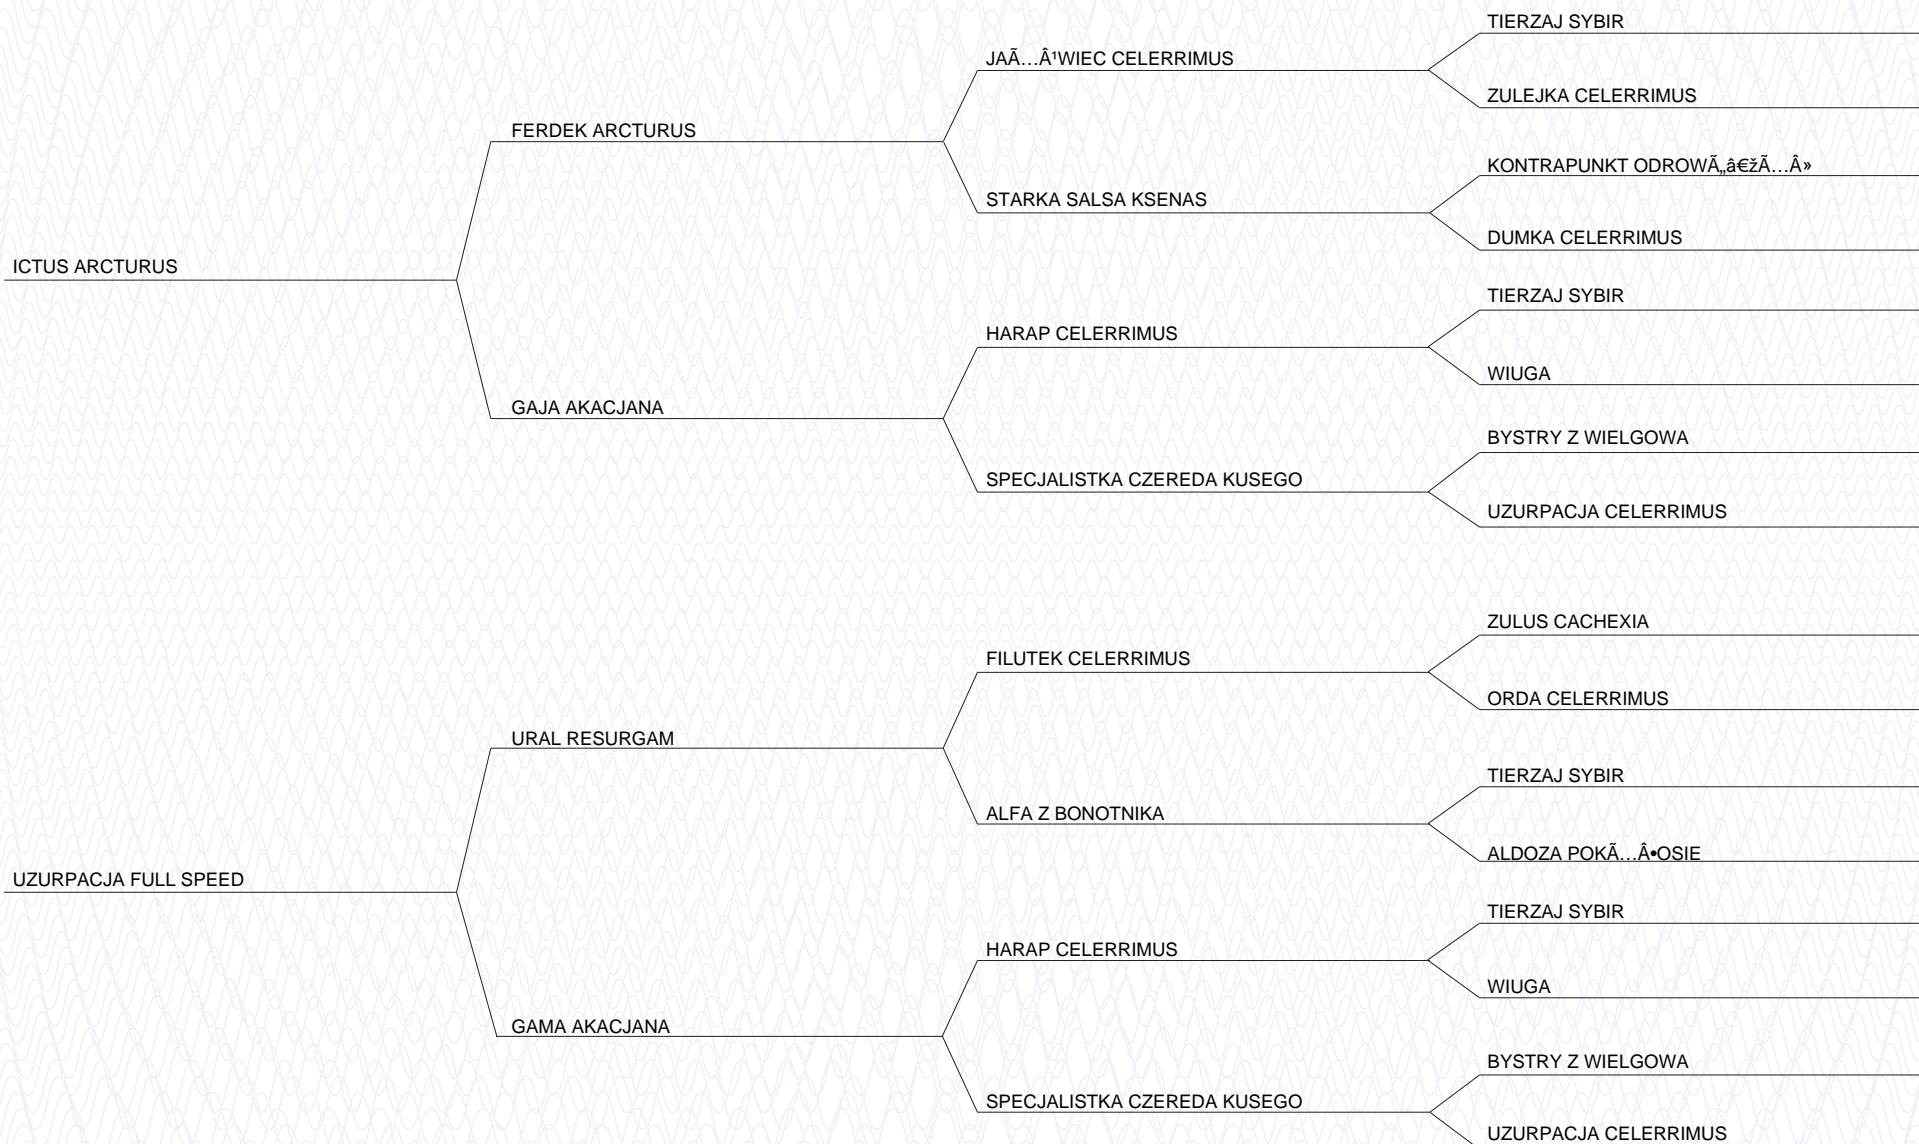 TIERZAJ SYBIR
JAÃ…Â¹WIEC CELERRIMUS
ZULEJKA CELERRIMUS
FERDEK ARCTURUS
KONTRAPUNKT ODROWÃ„â€žÃ…Â»
STARKA SALSA KSENAS
DUMKA CELERRIMUS
ICTUS ARCTURUS
TIERZAJ SYBIR
HARAP CELERRIMUS
WIUGA
GAJA AKACJANA
BYSTRY Z WIELGOWA
SPECJALISTKA CZEREDA KUSEGO
UZURPACJA CELERRIMUS
ZULUS CACHEXIA
FILUTEK CELERRIMUS
ORDA CELERRIMUS
URAL RESURGAM
TIERZAJ SYBIR
ALFA Z BONOTNIKA
ALDOZA POKÃ…Â•OSIE
UZURPACJA FULL SPEED
TIERZAJ SYBIR
HARAP CELERRIMUS
WIUGA
GAMA AKACJANA
BYSTRY Z WIELGOWA
SPECJALISTKA CZEREDA KUSEGO
UZURPACJA CELERRIMUS